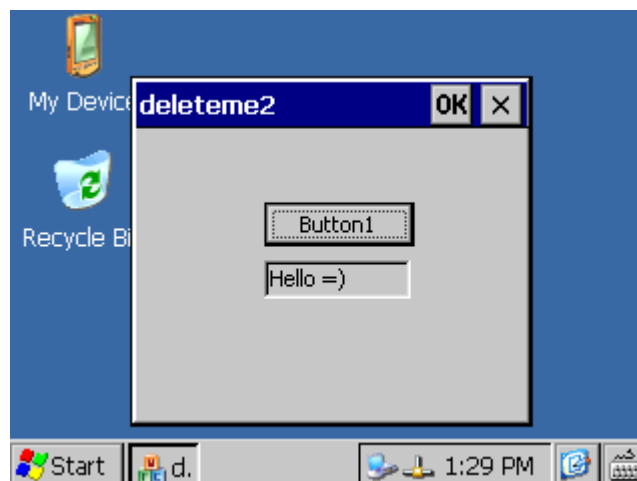 My Device
deleteme2
OK
Recycle Bi
Button1
Hello =)
Start
d.
1:29 PM